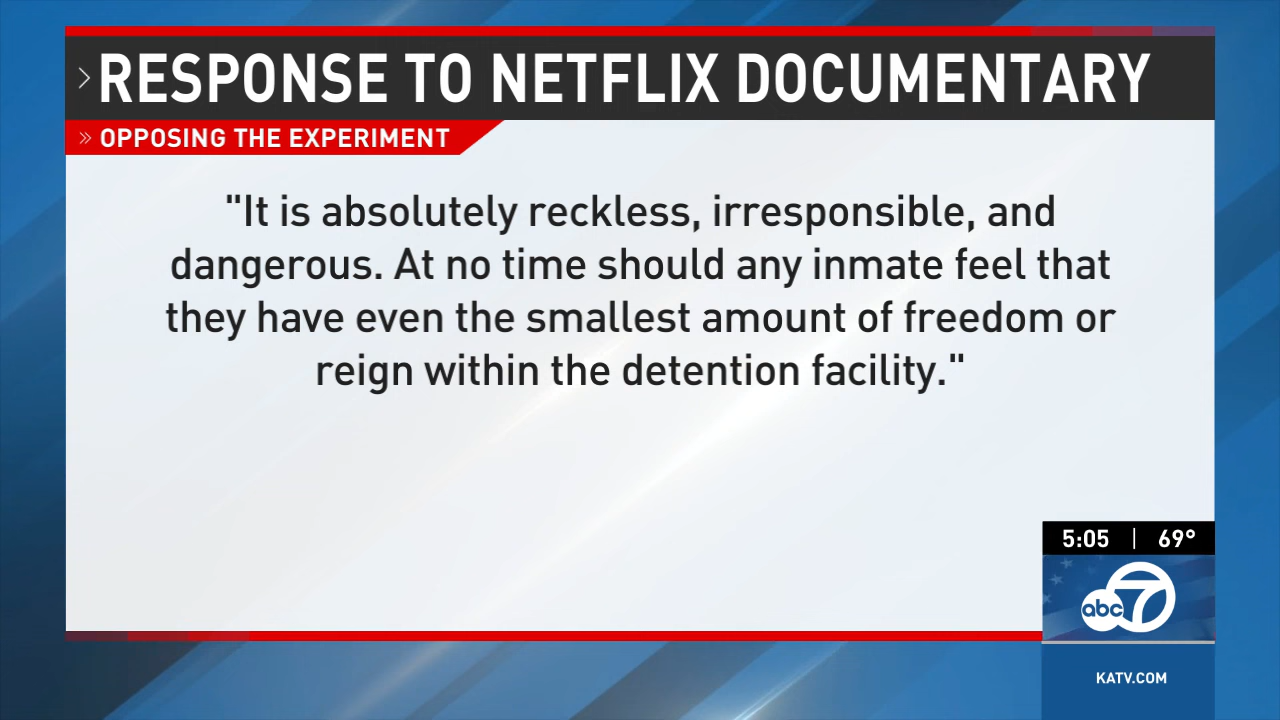 RESPONSE TO NETFLIX DOCUMENTARY
OPPOSING THE EXPERIMENT
"It is absolutely reckless, irresponsible, and
dangerous. At no time should any inmate feel that
they have even the smallest amount of freedom or
reign within the detention facility."
5:05 | 69°
abc 7
KATV.COM